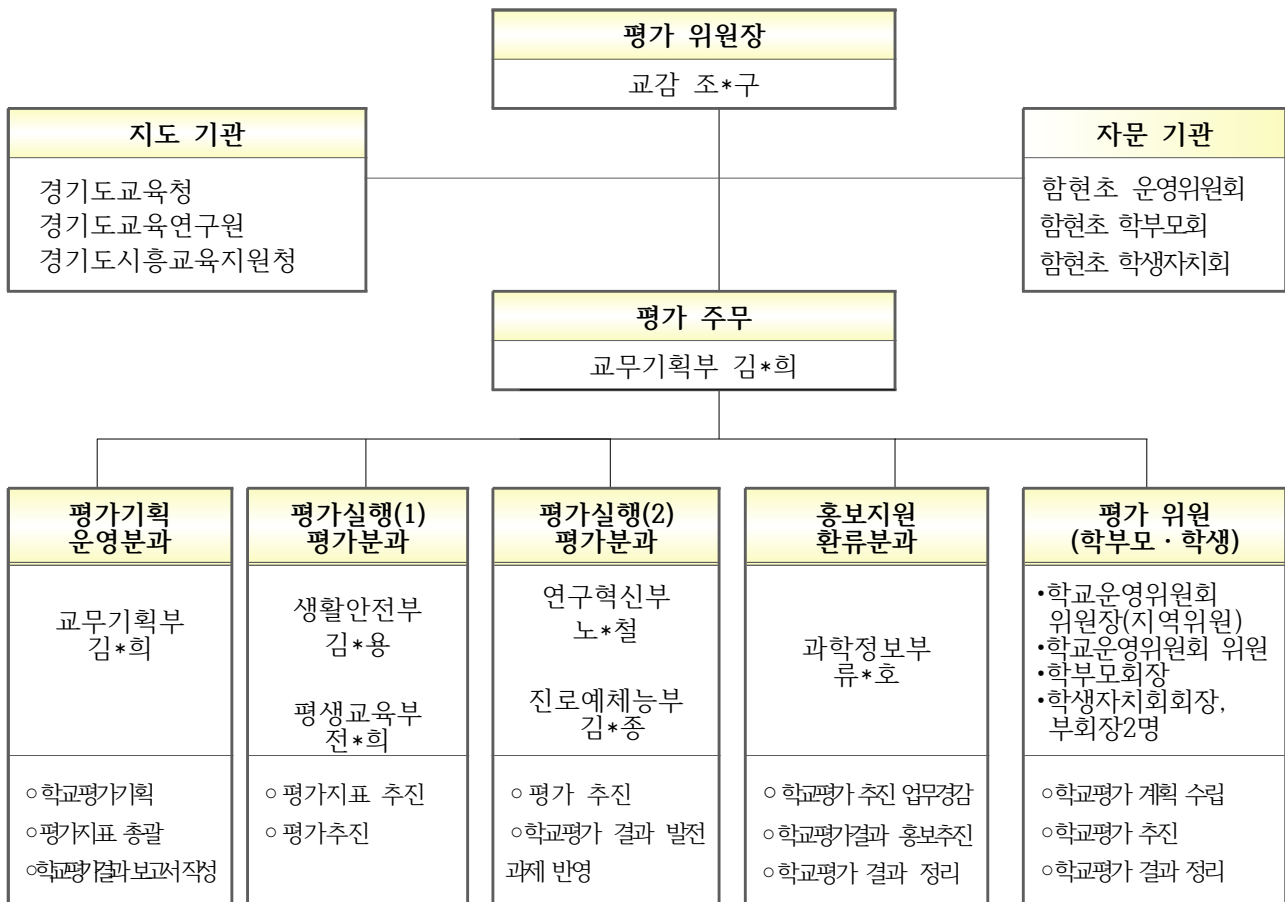 평가 위원장
교감 조*구
지도 기관
경기도교육청
경기도교육연구원
경기도시흥교육지원청
자문 기관
함현초 운영위원회
함현초 학부모회
함현초 학생자치회
평가 주무
교무기획부 김*희
평가기획
운영분과
교무기획부
김*희
○학교평가기획
○평가지표 총괄
○학교평가결과 보고서 작성
평가실행(1)
평가분과
생활안전부
김*용
평생교육부
전*희
○ 평가지표 추진
○ 평가추진
평가실행(2)
평가분과
연구혁신부
노*철
진로예체능부
김*종
○ 평가 추진
○학교평가 결과 발전
과제 반영
홍보지원
환류분과
과학정보부
류*호
○ 학교평가 추진 업무경감
○ 학교평가결과 홍보추진
○ 학교평가 결과 정리
평가 위원
(학부모 · 학생)
•학교운영위원회
위원장(지역위원)
•학교운영위원회 위원
•학부모회장
•학생자치회회장,
부회장2명
○학교평가 계획 수립
○학교평가 추진
○학교평가 결과 정리